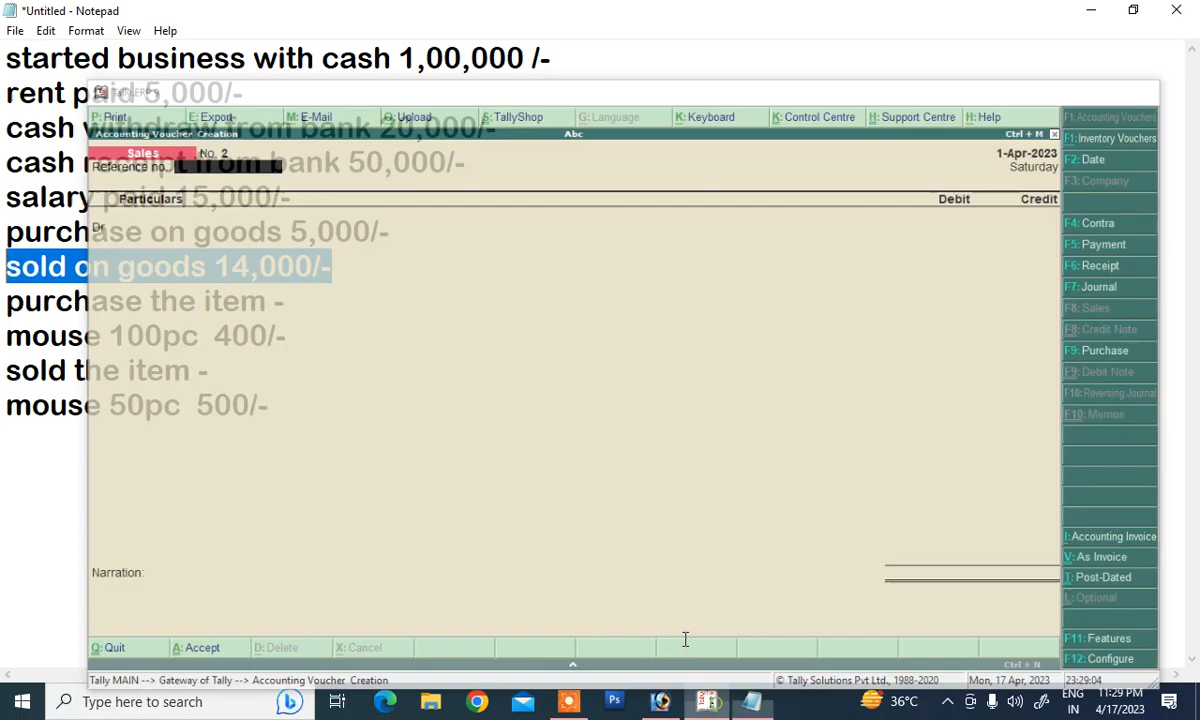 *Untitled - Notepad
File Edit Format View Help
started business with cash 1,00,000 /-
rent paid 5,000/-
Tally.ERP 9
P: Print E: Export M: E-Mail O: Upload S: TallyShop G: Language K: Keyboard K: Control Centre H: Support Centre H: Help
cash withdraw from bank 20,000/-
Accounting Voucher Creation Abc Ctrl + M
Sales No. 2 1-Apr-2023
cash receipt from bank 50,000/-
Reference no. Saturday
salary paid 15,000/-
Particulars Debit Credit
purchase on goods 5,000/-
Dr
sold on goods 14,000/-
purchase the item -
mouse 100pc 400/-
sold the item -
mouse 50pc 500/-
F1: Accounting Vouchers
F1: Inventory Vouchers
F2: Date
F3: Company
F4: Contra
F5: Payment
F6: Receipt
F7: Journal
F8: Sales
F8: Credit Note
F9: Purchase
F9: Debit Note
F10: Reversing Journal
F10: Memos
I: Accounting Invoice
V: As Invoice
T: Post-Dated
L: Optional
F11: Features
F12: Configure
Narration:
Q: Quit A: Accept D: Delete X: Cancel
Ctrl + N
Tally MAIN --> Gateway of Tally --> Accounting Voucher Creation © Tally Solutions Pvt Ltd., 1988-2020 Mon, 17 Apr, 2023 23:29:04
Type here to search Ps 36°C ENG IN 11:29 PM 4/17/2023